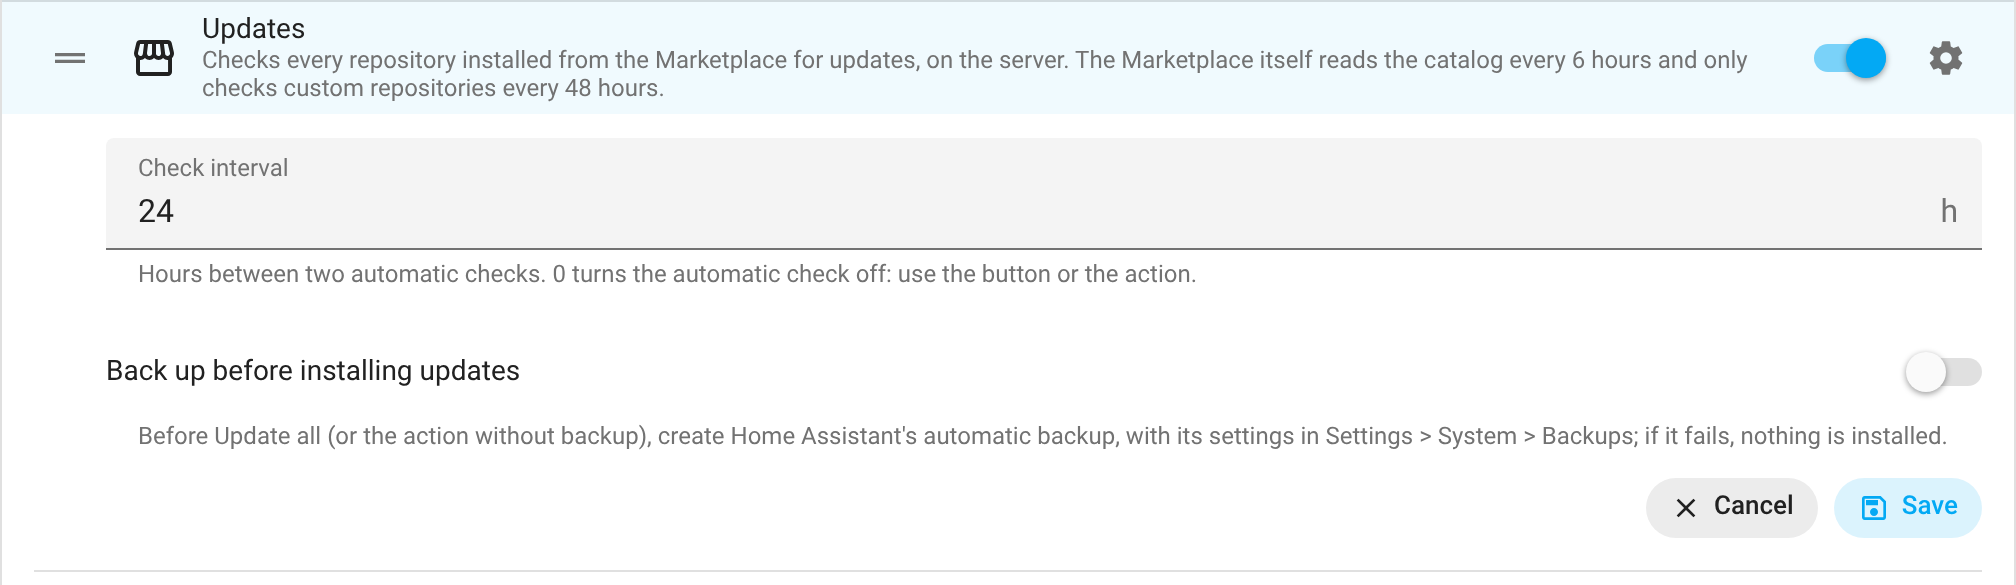 Updates
Checks every repository installed from the Marketplace for updates, on the server. The Marketplace itself reads the catalog every 6 hours and only
checks custom repositories every 48 hours.
Check interval
24 h
Hours between two automatic checks. 0 turns the automatic check off: use the button or the action.
Back up before installing updates
Before Update all (or the action without backup), create Home Assistant's automatic backup, with its settings in Settings > System > Backups; if it fails, nothing is installed.
Cancel Save